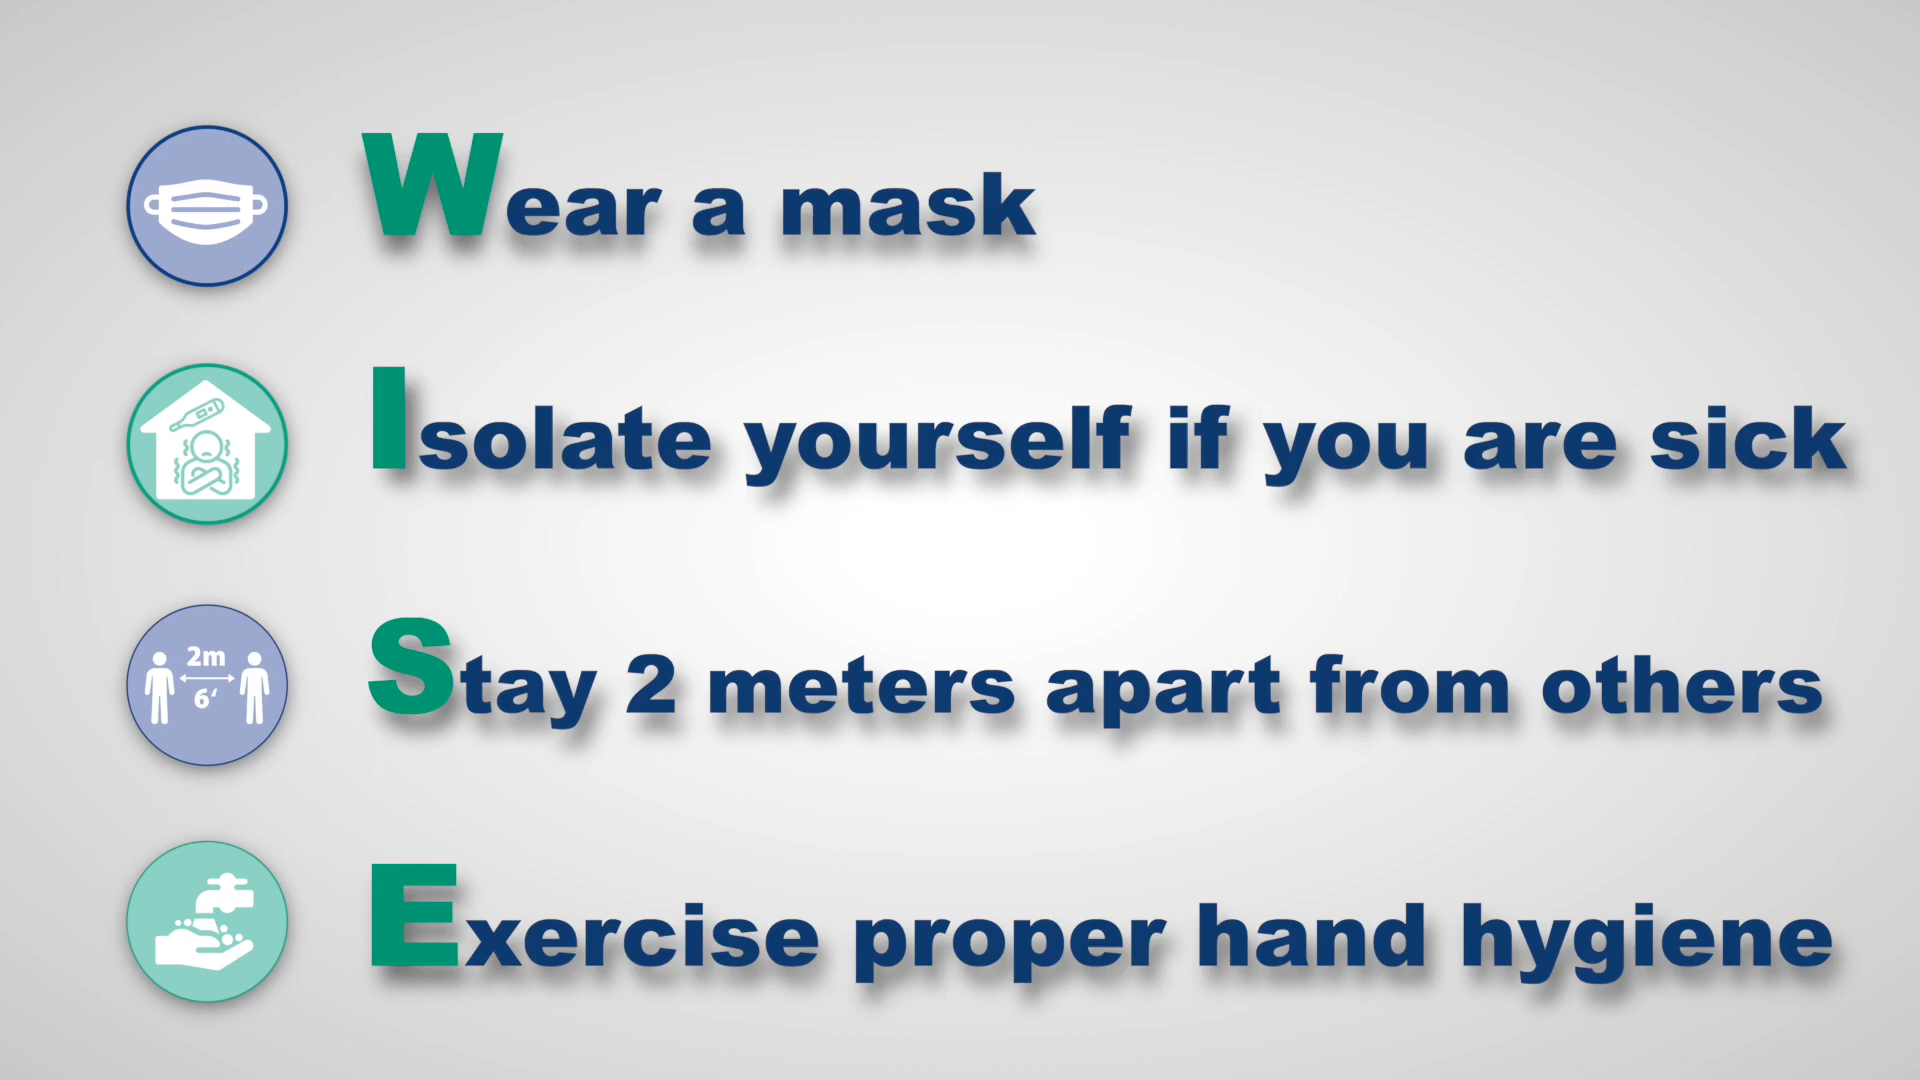 Wear a mask
Isolate yourself if you are sick
2m
6‘
Stay 2 meters apart from others
Exercise proper hand hygiene